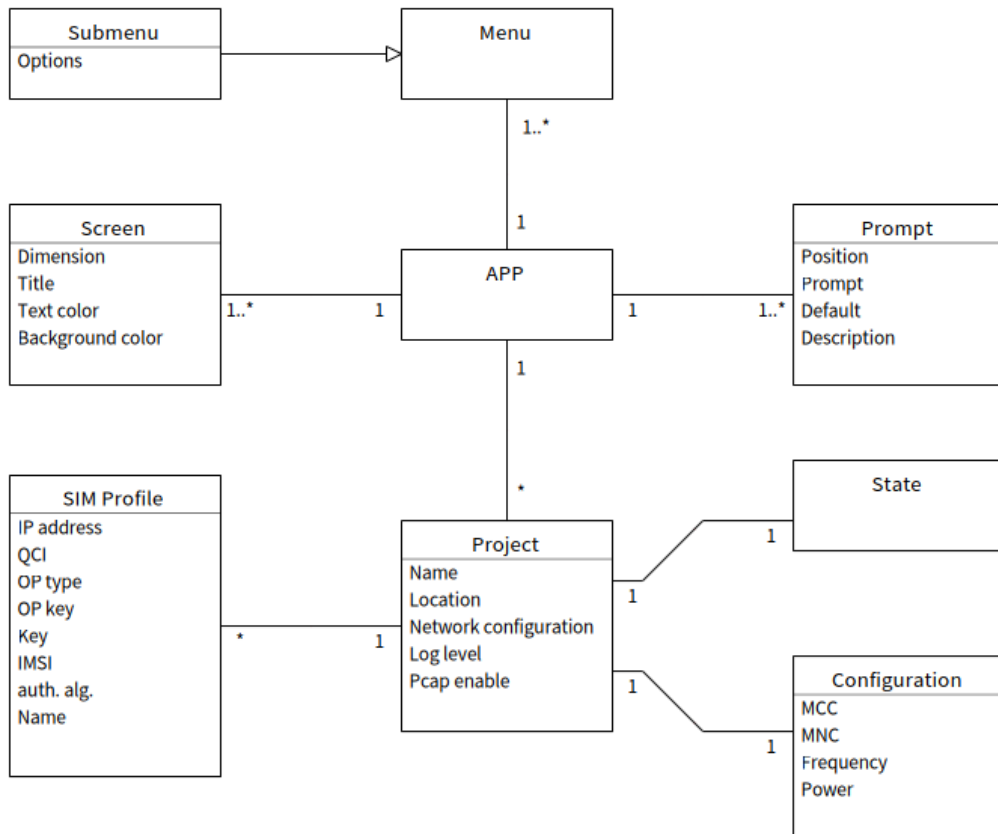 Submenu
Options
Menu
1..*
1
Screen
Dimension
Title
Text color
Background color
1..*
1
APP
1
1..*
Prompt
Position
Prompt
Default
Description
1
*
SIM Profile
IP address
QCI
OP type
OP key
Key
IMSI
auth. alg.
Name
*
1
Project
Name
Location
Network configuration
Log level
Pcap enable
1
1
State
1
1
Configuration
MCC
MNC
Frequency
Power